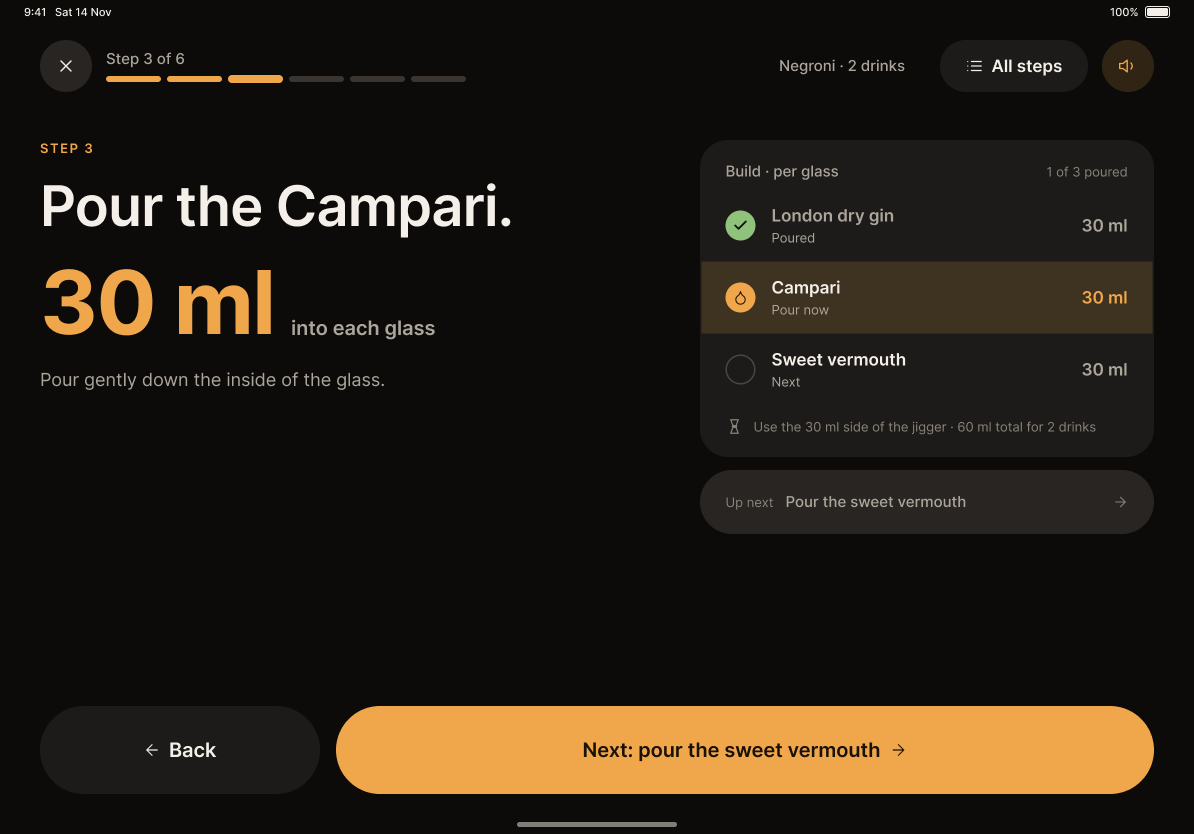 9:41 Sat 14 Nov
100%
Step 3 of 6
Negroni · 2 drinks
All steps
STEP 3
Pour the Campari.
30 ml into each glass
Pour gently down the inside of the glass.
Build · per glass
1 of 3 poured
London dry gin
Poured
30 ml
Campari
Pour now
30 ml
Sweet vermouth
Next
30 ml
Use the 30 ml side of the jigger · 60 ml total for 2 drinks
Up next Pour the sweet vermouth
Back
Next: pour the sweet vermouth